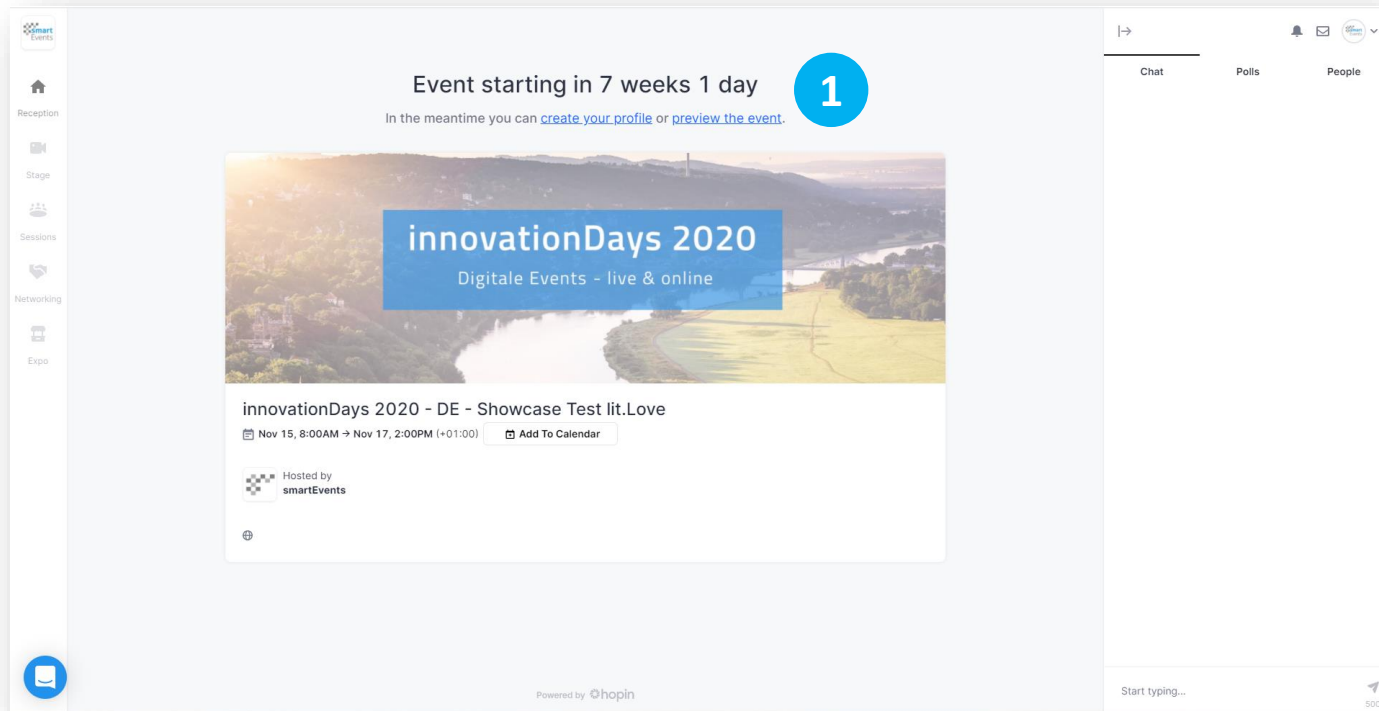 smart
Events
Reception
Stage
Sessions
Networking
Expo
Event starting in 7 weeks 1 day
1
In the meantime you can create your profile or preview the event.
innovationDays 2020
Digitale Events - live & online
innovationDays 2020 - DE - Showcase Test lit.Love
Nov 15, 8:00AM → Nov 17, 2:00PM (+01:00)
Add To Calendar
Hosted by
smartEvents
Powered by hopin
Chat
Polls
People
Start typing...
500